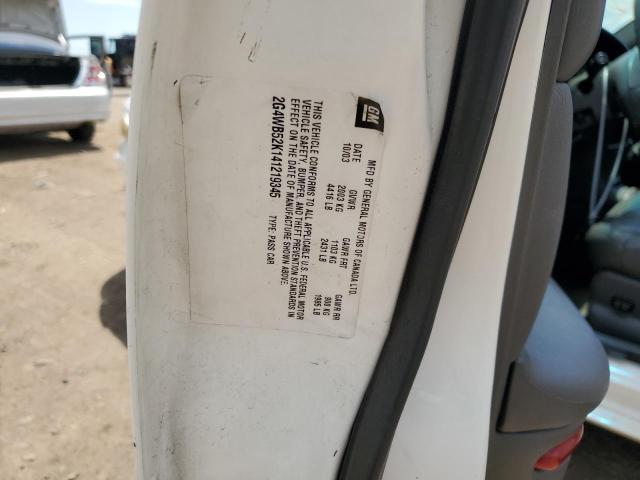 GM
MFD BY GENERAL MOTORS OF CANADA LTD.
DATE GVWR GAWR FRT GAWR RR
10/03 2003 KG 1103 KG 900 KG
4416 LB 2431 LB 1985 LB
THIS VEHICLE CONFORMS TO ALL APPLICABLE U.S. FEDERAL MOTOR
VEHICLE SAFETY, BUMPER, AND THEFT PREVENTION STANDARDS IN
EFFECT ON THE DATE OF MANUFACTURE SHOWN ABOVE.
2G4WB52K141219345 TYPE: PASS CAR